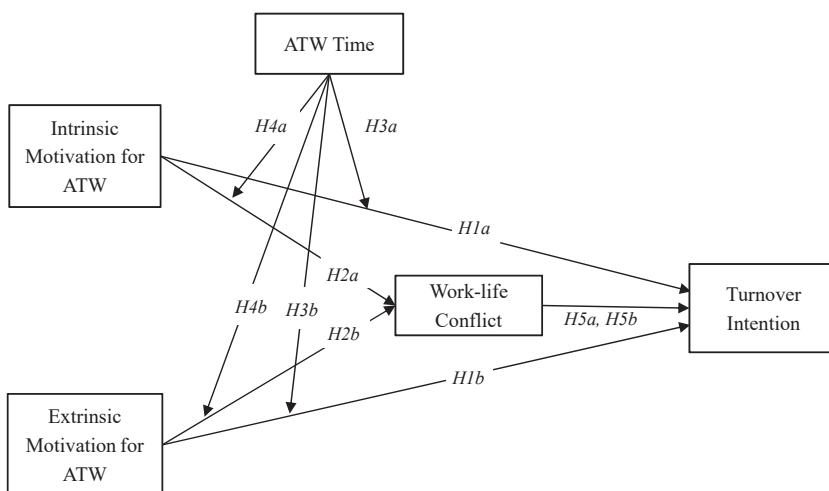 ATW Time
Intrinsic
Motivation for
ATW
H4a
H3a
H1a
H2a
Work-life
Conflict
Turnover
Intention
H4b
H3b
H2b
H5a, H5b
H1b
Extrinsic
Motivation for
ATW